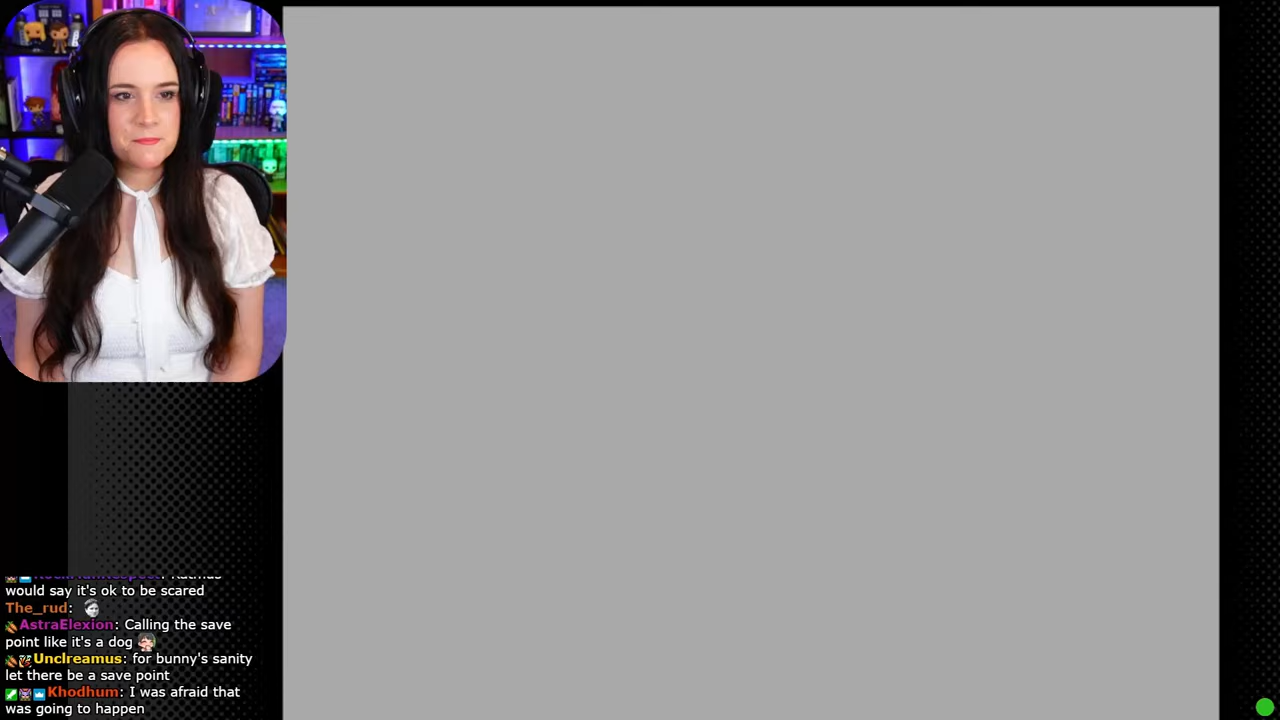 would say it's ok to be scared
The_rud:
AstraElexion: Calling the save
point like it's a dog
Unclreamus: for bunny's sanity
let there be a save point
Khodhum: I was afraid that
was going to happen